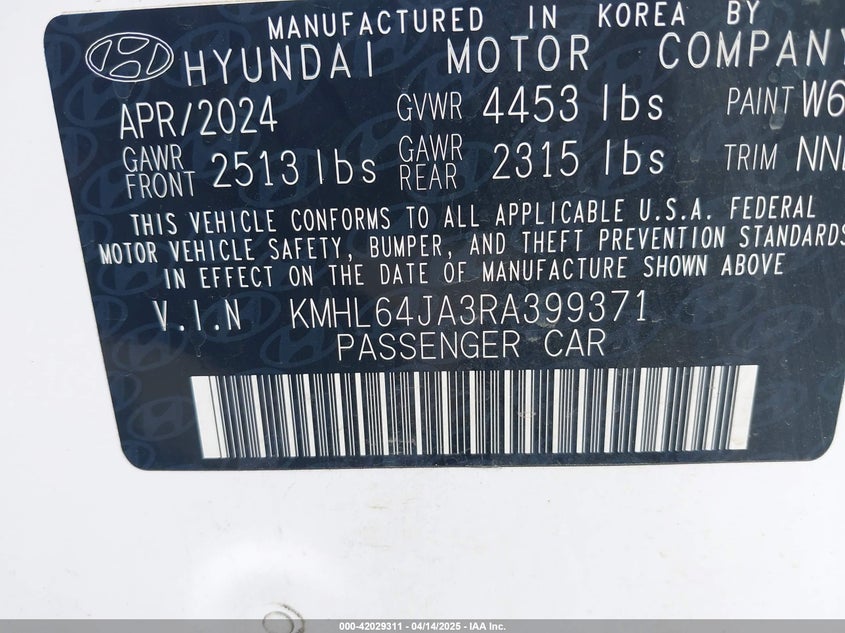 MANUFACTURED IN KOREA BY
HYUNDAI MOTOR COMPANY
APR/2024 GVWR 4453 lbs PAINT W6
GAWR FRONT 2513 lbs GAWR REAR 2315 lbs TRIM NN
THIS VEHICLE CONFORMS TO ALL APPLICABLE U.S.A. FEDERAL
MOTOR VEHICLE SAFETY, BUMPER, AND THEFT PREVENTION STANDARDS
IN EFFECT ON THE DATE OF MANUFACTURE SHOWN ABOVE
V.I.N KMHL64JA3RA399371
PASSENGER CAR
000-42029311 - 04/14/2025 - IAA Inc.